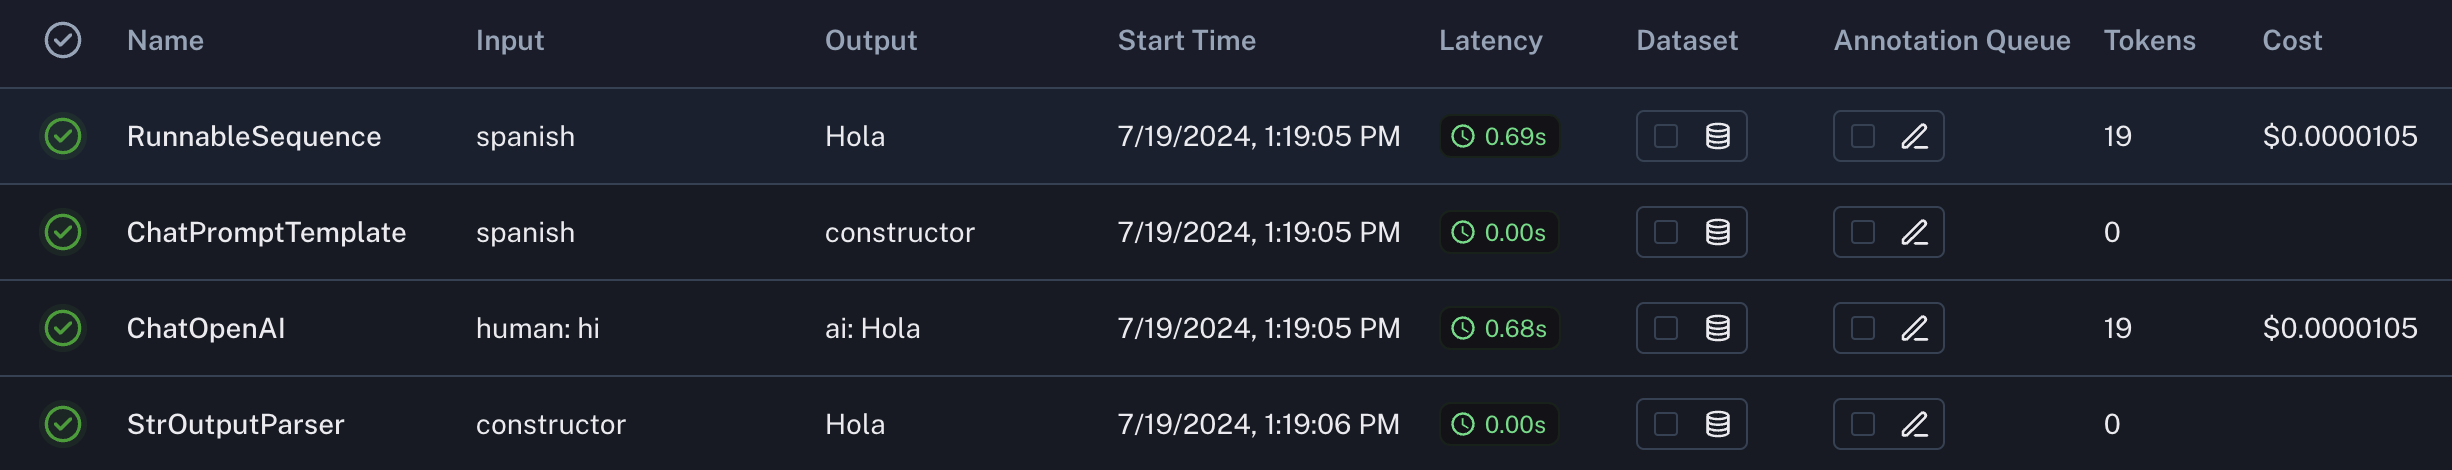 Name Input Output Start Time Latency Dataset Annotation Queue Tokens Cost
RunnableSequence spanish Hola 7/19/2024, 1:19:05 PM 0.69s 19 $0.0000105
ChatPromptTemplate spanish constructor 7/19/2024, 1:19:05 PM 0.00s 0
ChatOpenAI human: hi ai: Hola 7/19/2024, 1:19:05 PM 0.68s 19 $0.0000105
StrOutputParser constructor Hola 7/19/2024, 1:19:06 PM 0.00s 0